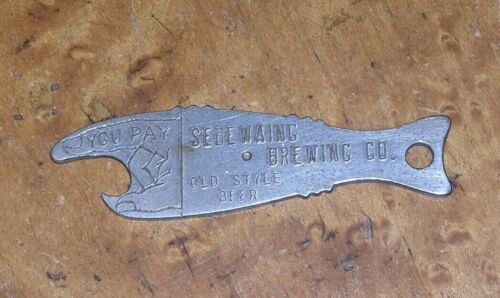 YOU PAY
SEBEWAING
BREWING CO.
OLD STYLE
BEER